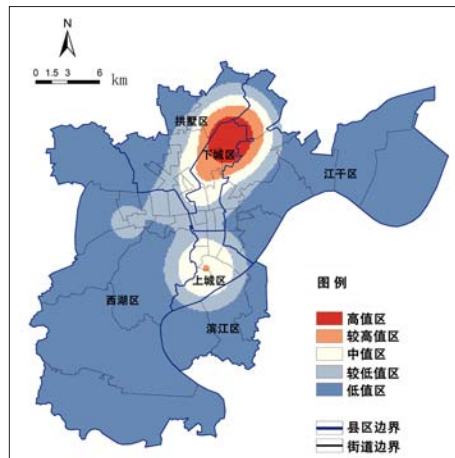 N
0 1.5 3 6
km
拱墅区
下城区
江干区
上城区
西湖区
滨江区
图例
高值区
较高值区
中值区
较低值区
低值区
县区边界
街道边界